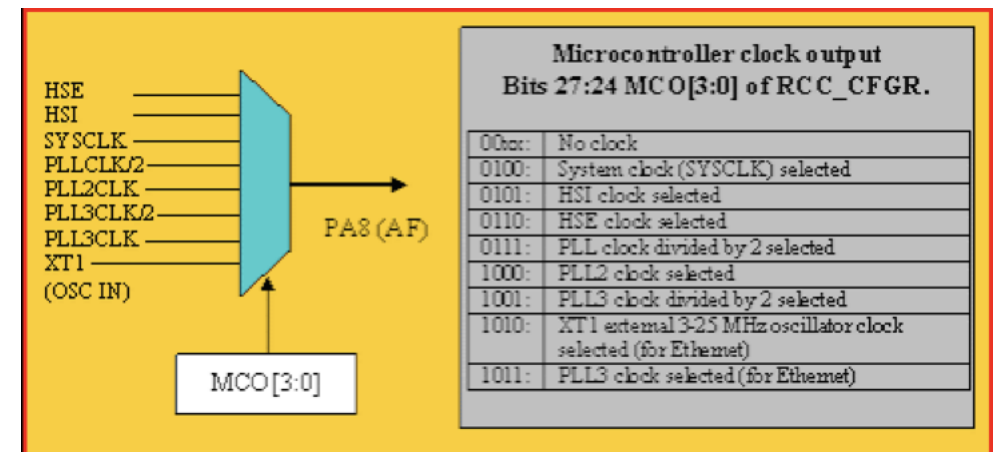 HSE
HSI
SYSCLK
PLLCLK/2
PLL2CLK
PLL3CLK/2
PLL3CLK
XT1
(OSC IN)
PA8 (AF)
MCO[3:0]
Microcontroller clock output
Bits 27:24 MCO[3:0] of RCC_CFGR.
00xx: No clock
0100: System clock (SYSCLK) selected
0101: HSI clock selected
0110: HSE clock selected
0111: PLL clock divided by 2 selected
1000: PLL2 clock selected
1001: PLL3 clock divided by 2 selected
1010: XT1 external 3-25 MHz oscillator clock
selected (for Ethernet)
1011: PLL3 clock selected (for Ethernet)